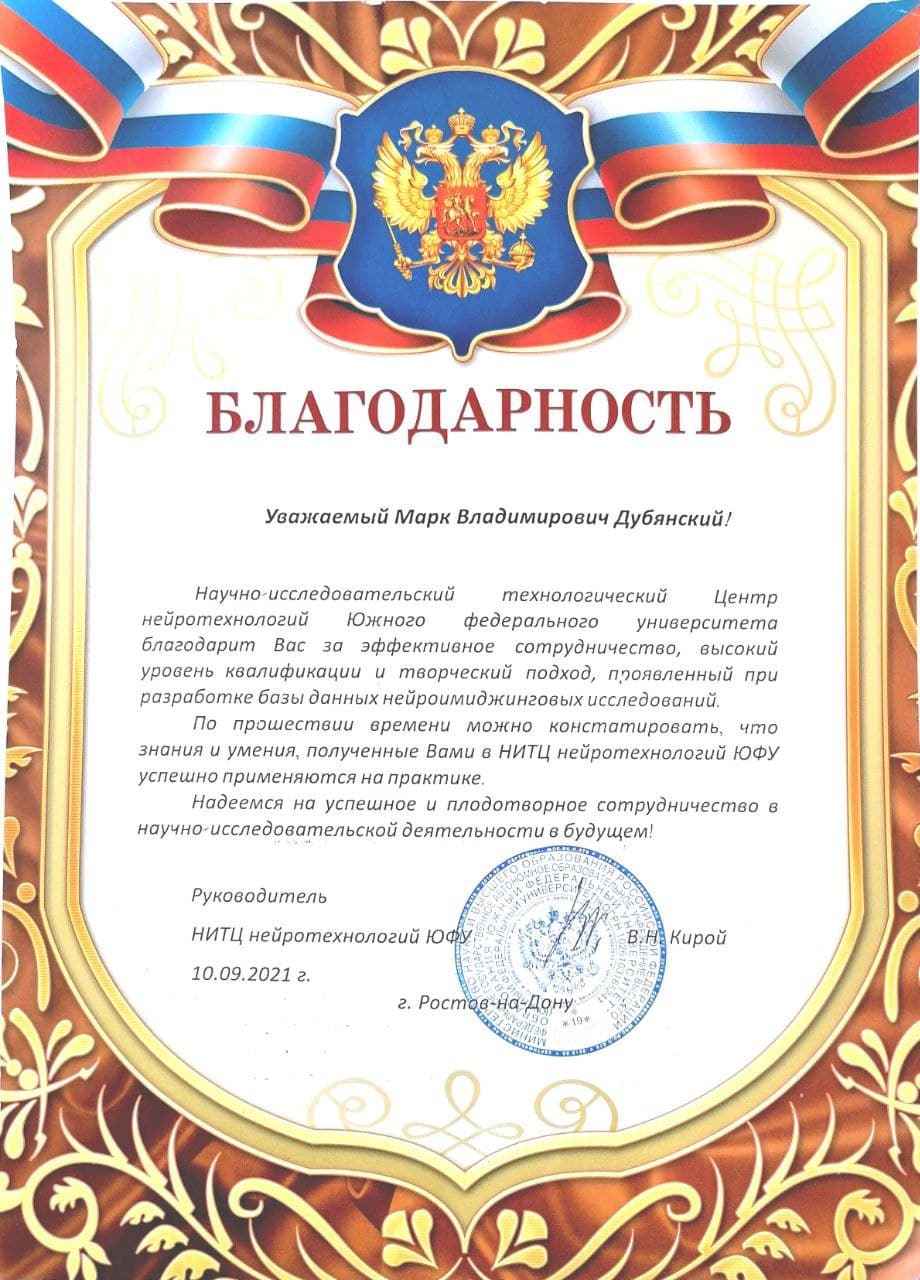 БЛАГОДАРНОСТЬ
Уважаемый Марк Владимирович Дубянский!
Научно-исследовательский технологический Центр
нейротехнологий Южного федерального университета
благодарит Вас за эффективное сотрудничество, высокий
уровень квалификации и творческий подход, проявленный при
разработке базы данных нейроимиджинговых исследований.
По прошествии времени можно констатировать, что
знания и умения, полученные Вами в НИТЦ нейротехнологий ЮФУ
успешно применяются на практике.
Надеемся на успешное и плодотворное сотрудничество в
научно-исследовательской деятельности в будущем!
Руководитель
НИТЦ нейротехнологий ЮФУ В.Н. Кирой
10.09.2021 г.
г. Ростов-на-Дону
*19*